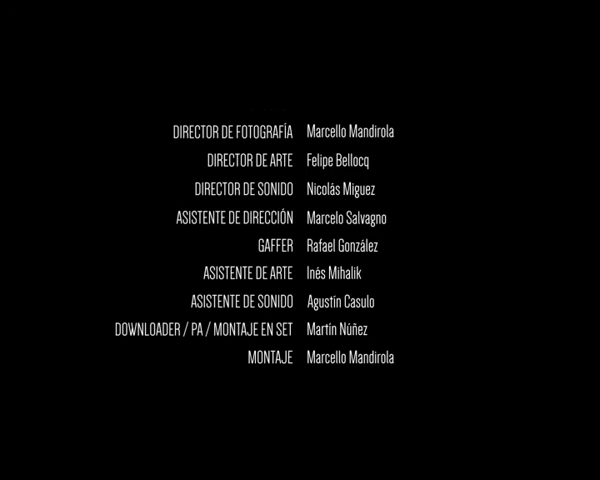 DIRECTOR DE FOTOGRAFÍA Marcello Mandirola
DIRECTOR DE ARTE Felipe Bellocq
DIRECTOR DE SONIDO Nicolás Miguez
ASISTENTE DE DIRECCIÓN Marcelo Salvagno
GAFFER Rafael González
ASISTENTE DE ARTE Inés Mihalik
ASISTENTE DE SONIDO Agustín Casulo
DOWNLOADER / PA / MONTAJE EN SET Martín Núñez
MONTAJE Marcello Mandirola